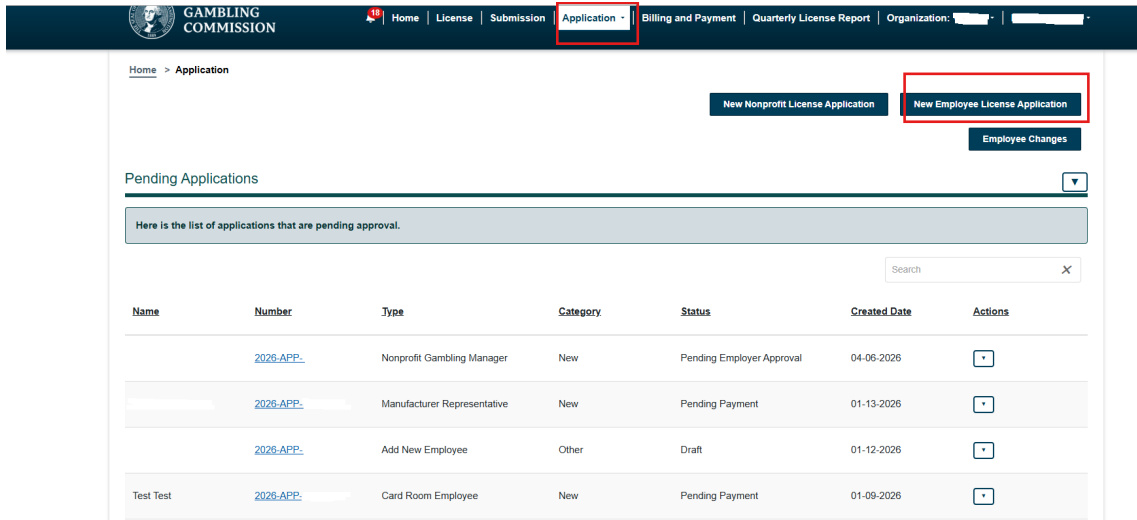 GAMBLING
COMMISSION
18
Home | License | Submission | Application | Billing and Payment | Quarterly License Report | Organization:
Home > Application
New Nonprofit License Application
New Employee License Application
Employee Changes
Pending Applications
Here is the list of applications that are pending approval.
Search
Name Number Type Category Status Created Date Actions
2026-APP- Nonprofit Gambling Manager New Pending Employer Approval 04-06-2026
2026-APP- Manufacturer Representative New Pending Payment 01-13-2026
2026-APP- Add New Employee Other Draft 01-12-2026
Test Test 2026-APP- Card Room Employee New Pending Payment 01-09-2026